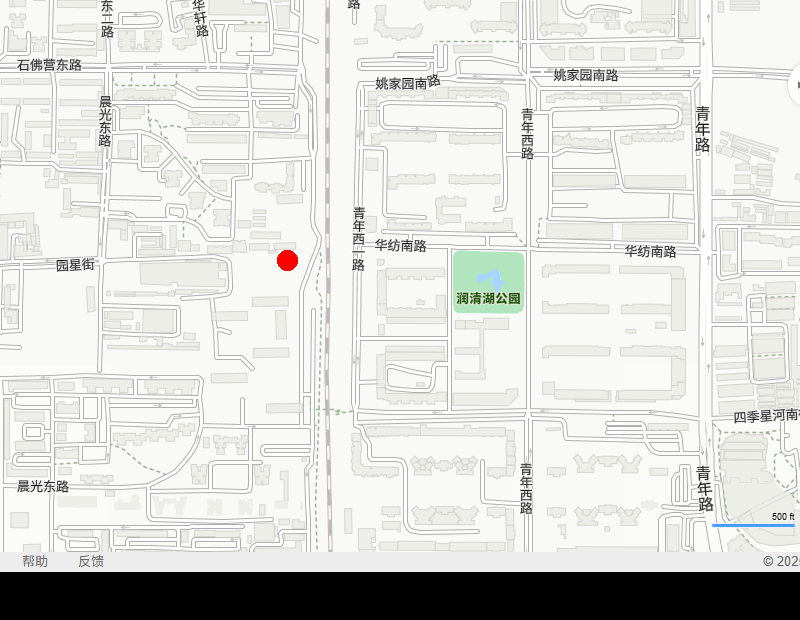 路
东二路
华轩路
石佛营东路
姚家园南路
姚家园南路
晨光东路
青年西路
青年路
青年西路
华纺南路
华纺南路
园星街
润清湖公园
四季星河南
晨光东路
青年西路
青年路
500 ft
帮助
反馈
© 202